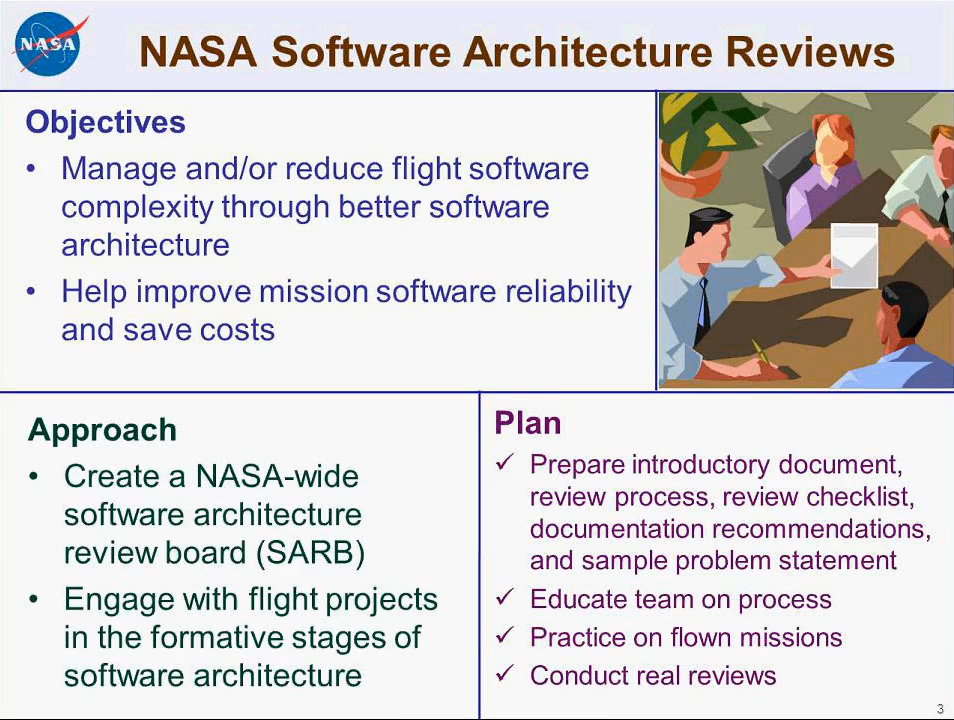 NASA
NASA Software Architecture Reviews
Objectives
• Manage and/or reduce flight software
complexity through better software
architecture
• Help improve mission software reliability
and save costs
Approach
• Create a NASA-wide
software architecture
review board (SARB)
• Engage with flight projects
in the formative stages of
software architecture
Plan
✓ Prepare introductory document,
review process, review checklist,
documentation recommendations,
and sample problem statement
✓ Educate team on process
✓ Practice on flown missions
✓ Conduct real reviews
3